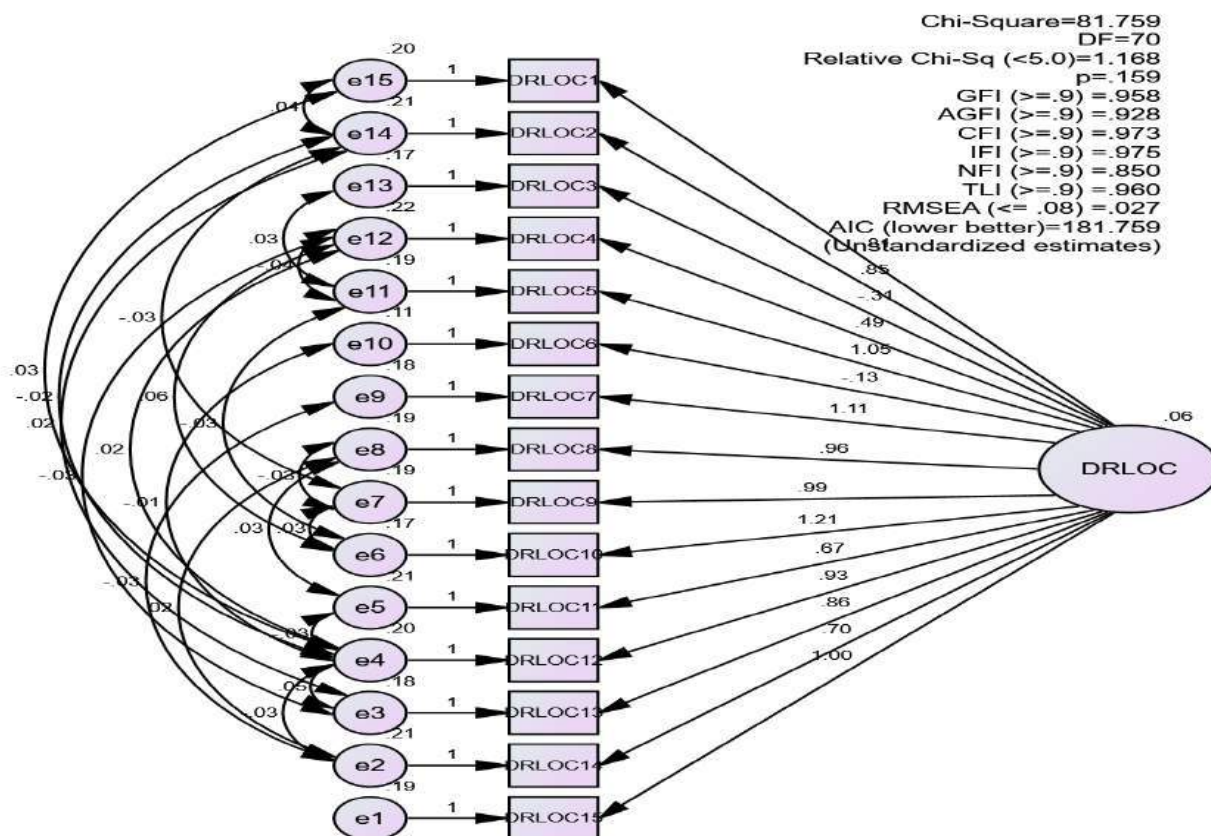 Chi-Square=81.759
DF=70
Relative Chi-Sq (<5.0)=1.168
p=.159
GFI (>=.9) =.958
AGFI (>=.9) =.928
CFI (>=.9) =.973
IFI (>=.9) =.975
NFI (>=.9) =.850
TLI (>=.9) =.960
RMSEA (<= .08) =.027
AIC (lower better)=181.759
(Unstandardized estimates)
.20
e15 1 DRLOC1
.04 .21
e14 1 DRLOC2
.17
e13 1 DRLOC3
.22
e12 1 DRLOC4
.03
-.04 .19
.85
-.31
e11 1 DRLOC5
.11
-.03
.49
e10 1 DRLOC6
1.05
.18
.03
-.13
e9 1 DRLOC7
-.02 .06 .19
1.11
.06
.02 -.03
e8 1 DRLOC8
.96
DRLOC
.02 -.03 .19
e7 1 DRLOC9
.99
-.03 -.01 .17
1.21
.03 .03
e6 1 DRLOC10
.67
.21
-.03
.93
e5 1 DRLOC11
.02 .20
.86
-.03
.70
e4 1 DRLOC12
1.00
.05 .18
-.03
e3 1 DRLOC13
.21
e2 1 DRLOC14
.19
e1 1 DRLOC15